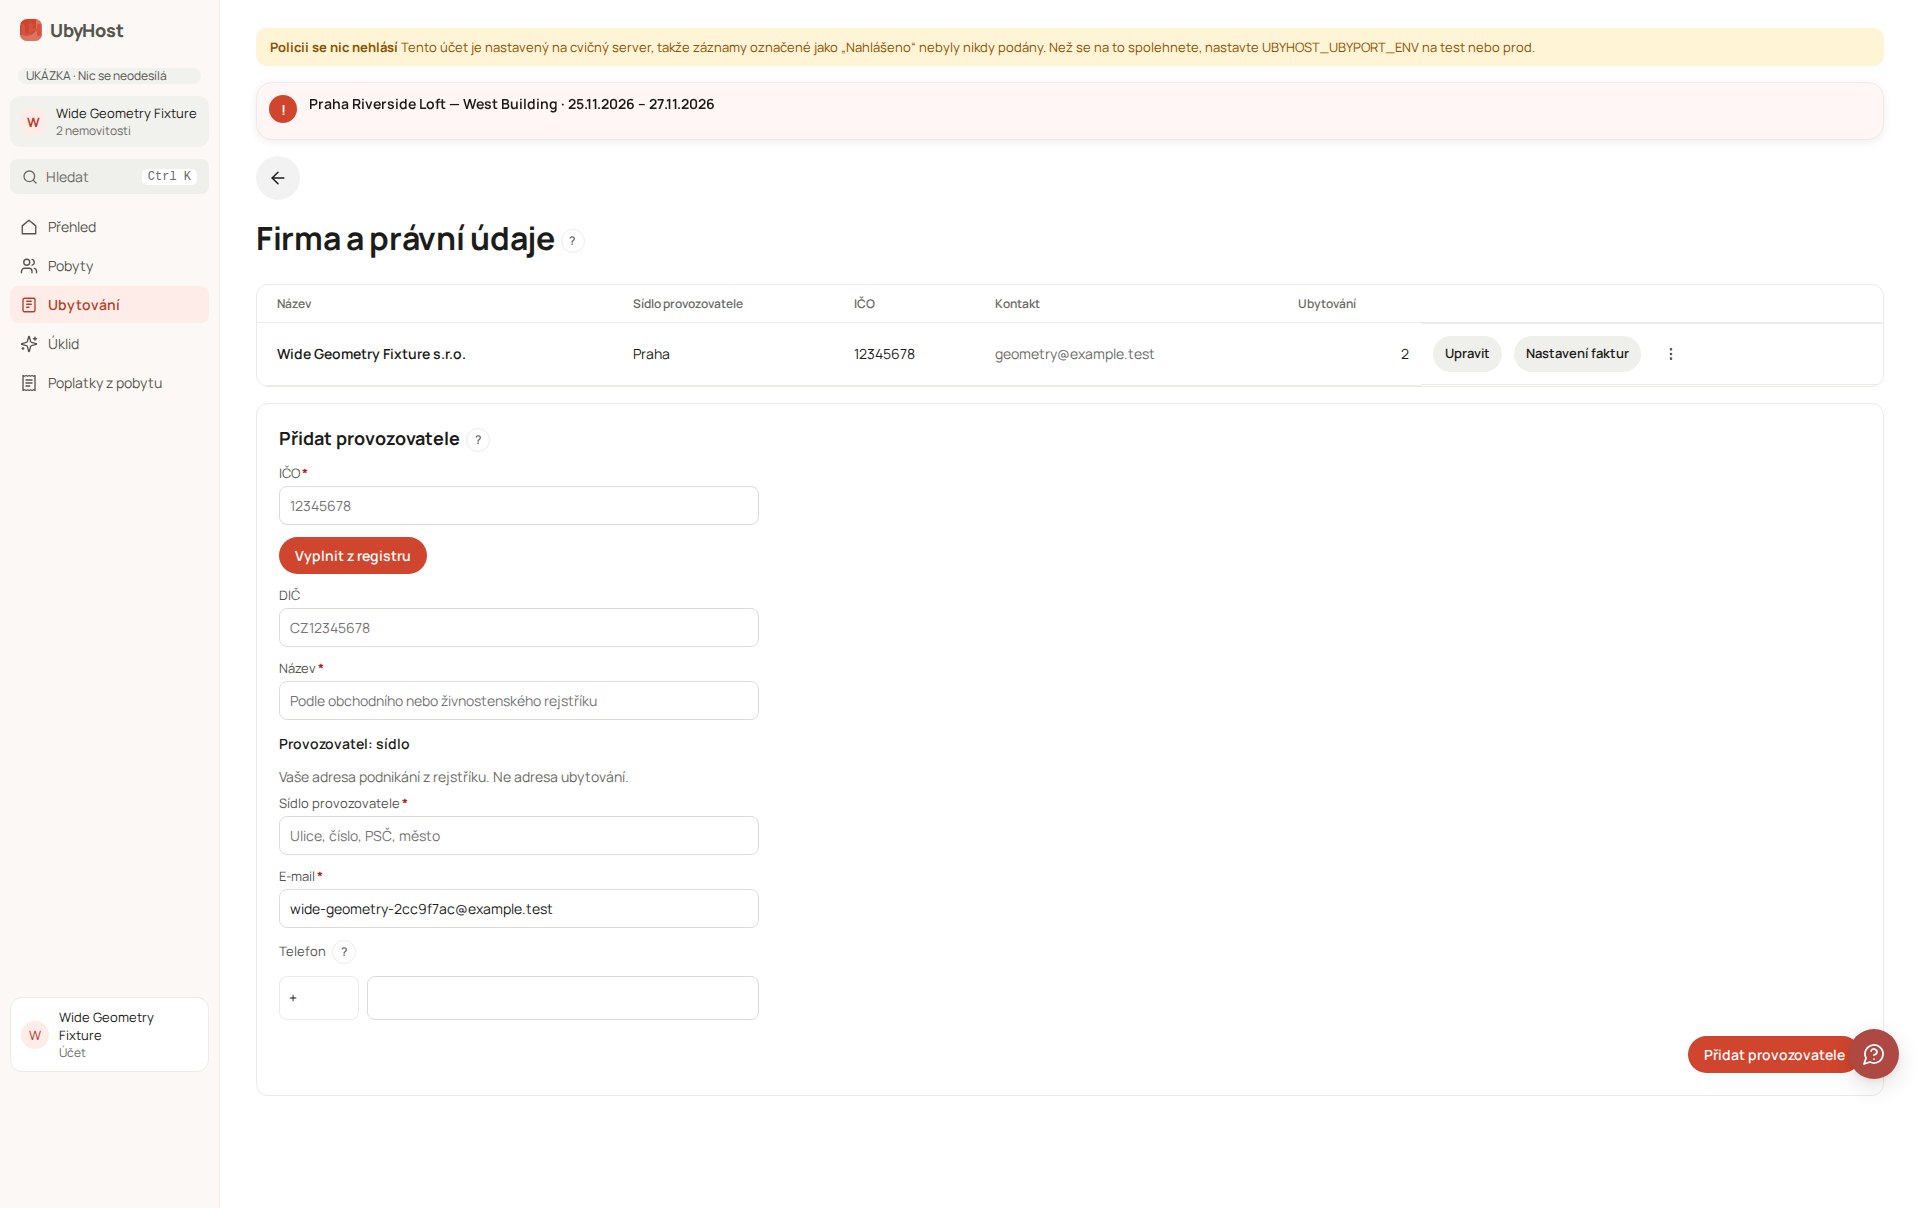 UbyHost
UKÁZKA · Nic se neodesílá
W
Wide Geometry Fixture
2 nemovitosti
Hledat
Ctrl K
Přehled
Pobyty
Ubytování
Úklid
Poplatky z pobytu
W
Wide Geometry
Fixture
Účet
Policii se nic nehlásí Tento účet je nastavený na cvičný server, takže záznamy označené jako „Nahlášeno“ nebyly nikdy podány. Než se na to spolehnete, nastavte UBYHOST_UBYPORT_ENV na test nebo prod.
!
Praha Riverside Loft — West Building · 25.11.2026 – 27.11.2026
Firma a právní údaje ?
Název Sídlo provozovatele IČO Kontakt Ubytování
Wide Geometry Fixture s.r.o. Praha 12345678 geometry@example.test 2 Upravit Nastavení faktur
Přidat provozovatele ?
IČO *
12345678
Vyplnit z registru
DIČ
CZ12345678
Název *
Podle obchodního nebo živnostenského rejstříku
Provozovatel: sídlo
Vaše adresa podnikání z rejstříku. Ne adresa ubytování.
Sídlo provozovatele *
Ulice, číslo, PSČ, město
E-mail *
wide-geometry-2cc9f7ac@example.test
Telefon ?
+
Přidat provozovatele